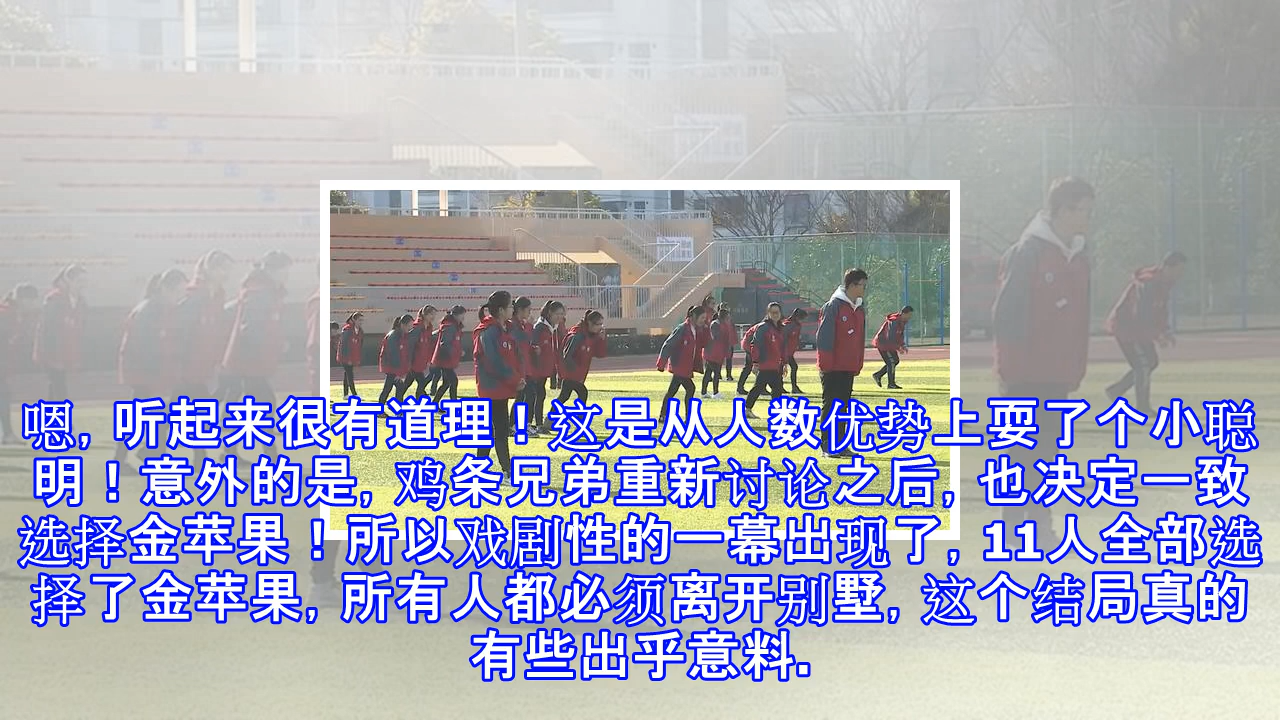 嗯, 听起来很有道理！这是从人数优势上耍了个小聪
明！意外的是, 鸡条兄弟重新讨论之后, 也决定一致
选择金苹果！所以戏剧性的一幕出现了, 11人全部选
择了金苹果, 所有人都必须离开别墅, 这个结局真的
有些出乎意料.